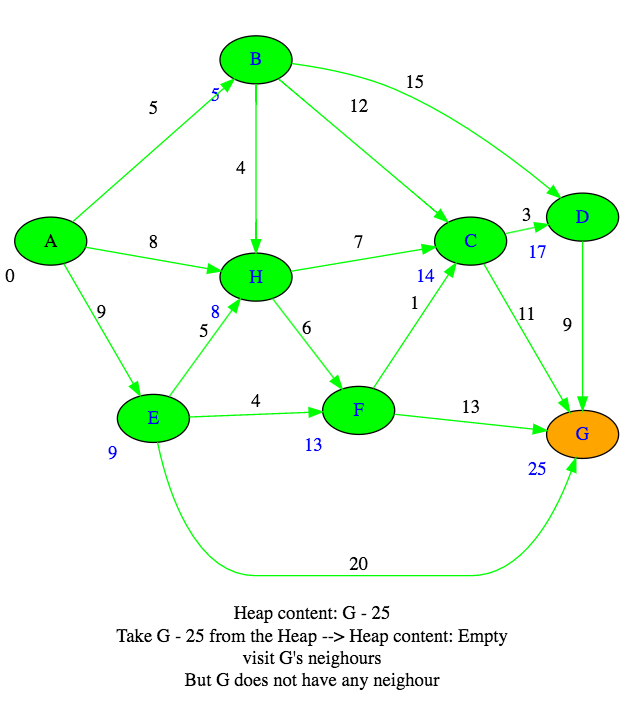 B
5
15
5
12
4
D
A
8
7
C
3
17
0
H
14
9
8
5
6
1
11
9
E
4
F
13
G
9
13
25
20
Heap content: G - 25
Take G - 25 from the Heap --> Heap content: Empty
visit G's neighours
But G does not have any neighour